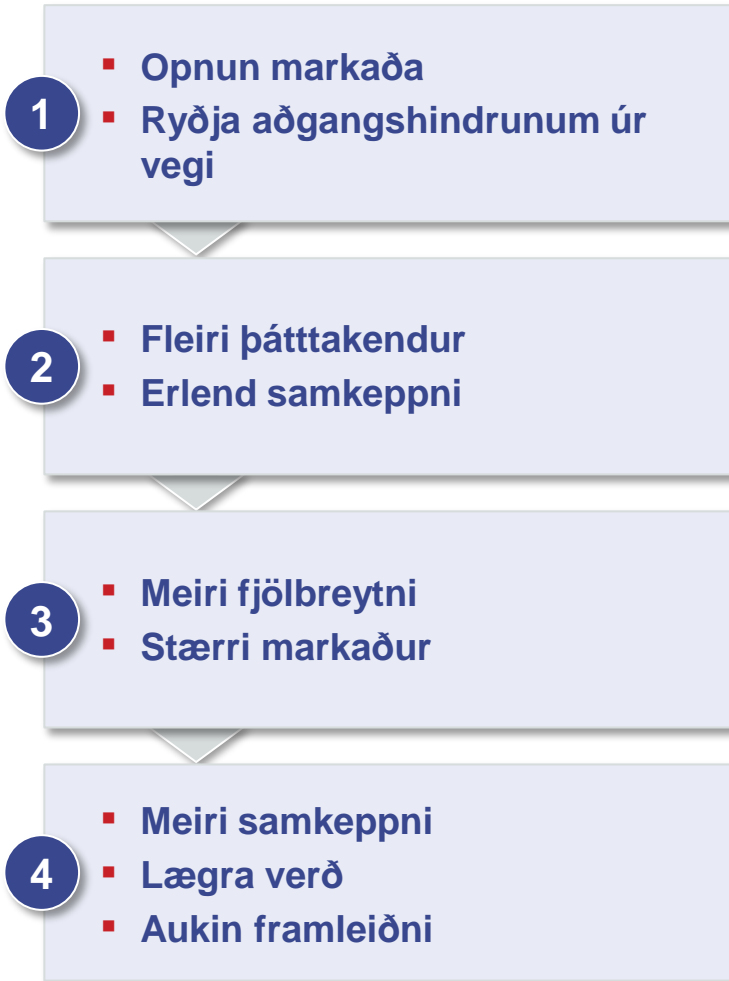 1
▪ Opnun markaða
▪ Ryðja aðgangshindrunum úr
vegi
2
▪ Fleiri þátttakendur
▪ Erlend samkeppni
3
▪ Meiri fjölbreytni
▪ Stærri markaður
4
▪ Meiri samkeppni
▪ Lægra verð
▪ Aukin framleiðni